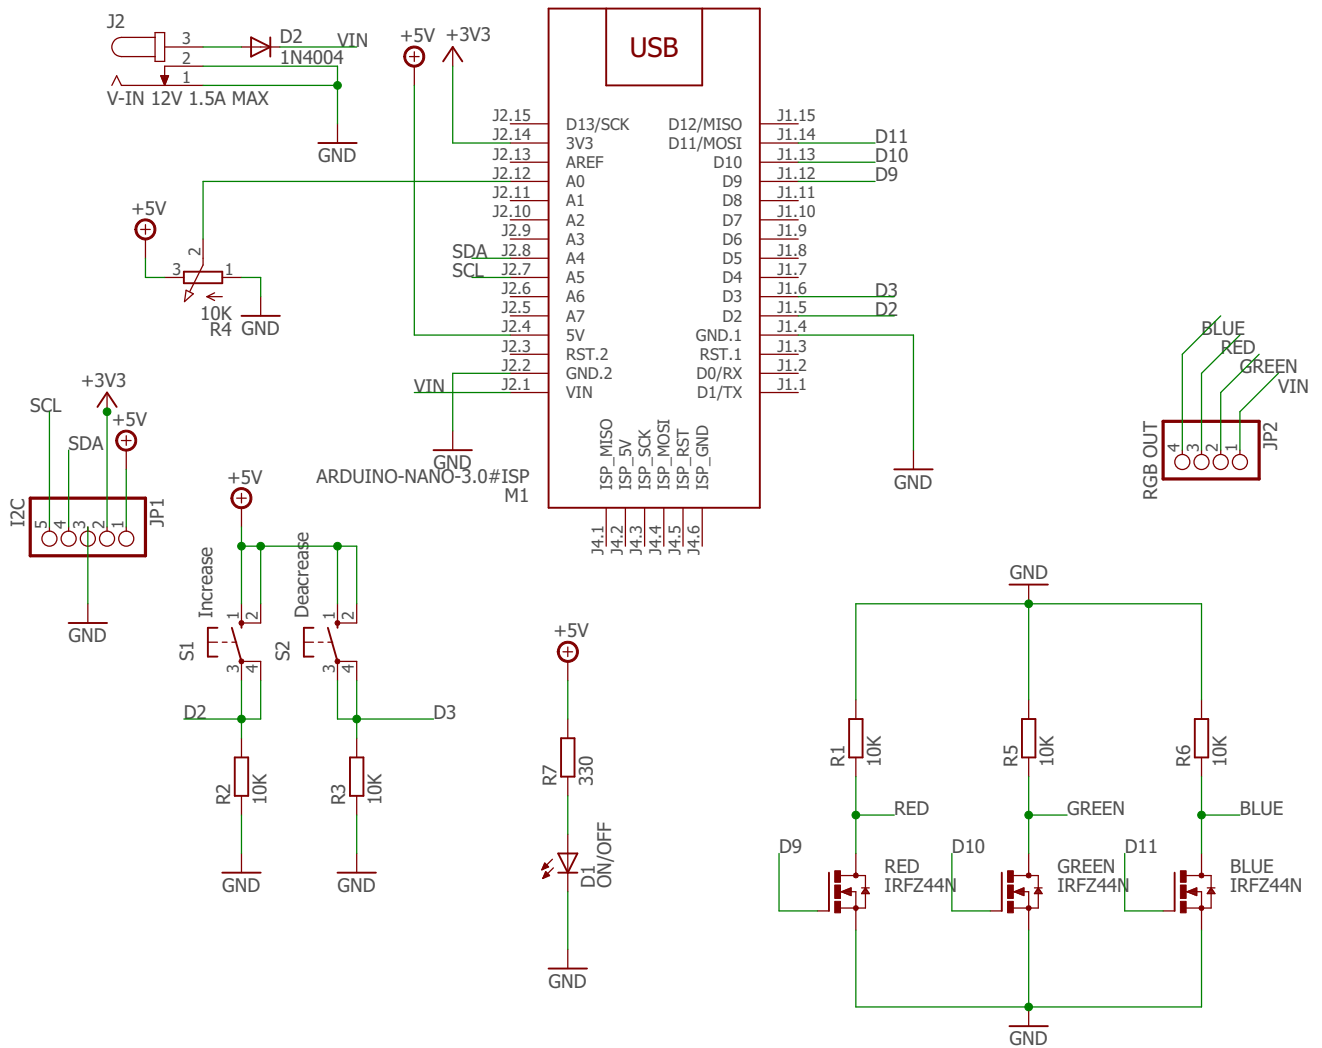 J2
3
2
1
D2
1N4004
VIN
V-IN 12V 1.5A MAX
GND
+5V
+3V3
USB
J2.15
J2.14
J2.13
J2.12
J2.11
J2.10
J2.9
J2.8
J2.7
J2.6
J2.5
J2.4
J2.3
J2.2
J2.1
D13/SCK
3V3
AREF
A0
A1
A2
A3
A4
A5
A6
A7
5V
RST.2
GND.2
VIN
D12/MISO
D11/MOSI
D10
D9
D8
D7
D6
D5
D4
D3
D2
GND.1
RST.1
D0/RX
D1/TX
J1.15
J1.14
J1.13
J1.12
J1.11
J1.10
J1.9
J1.8
J1.7
J1.6
J1.5
J1.4
J1.3
J1.2
J1.1
D11
D10
D9
D3
D2
SDA
SCL
VIN
GND
GND
ISP_MISO
ISP_5V
ISP_SCK
ISP_MOSI
ISP_RST
ISP_GND
J4.1
J4.2
J4.3
J4.4
J4.5
J4.6
ARDUINO-NANO-3.0#ISP
M1
+5V
2
3
1
10K
R4
GND
BLUE
RED
GREEN
VIN
RGB OUT
4
3
2
1
JP2
+3V3
SCL
+5V
SDA
I2C
5
4
3
2
1
JP1
GND
+5V
Increase
Deacrease
1
2
1
2
S1
S2
3
4
3
4
D2
D3
R2
10K
R3
10K
GND
GND
+5V
R7
330
D1
ON/OFF
GND
GND
R1
10K
R5
10K
R6
10K
RED
GREEN
BLUE
D9
D10
D11
RED
IRFZ44N
GREEN
IRFZ44N
BLUE
IRFZ44N
GND